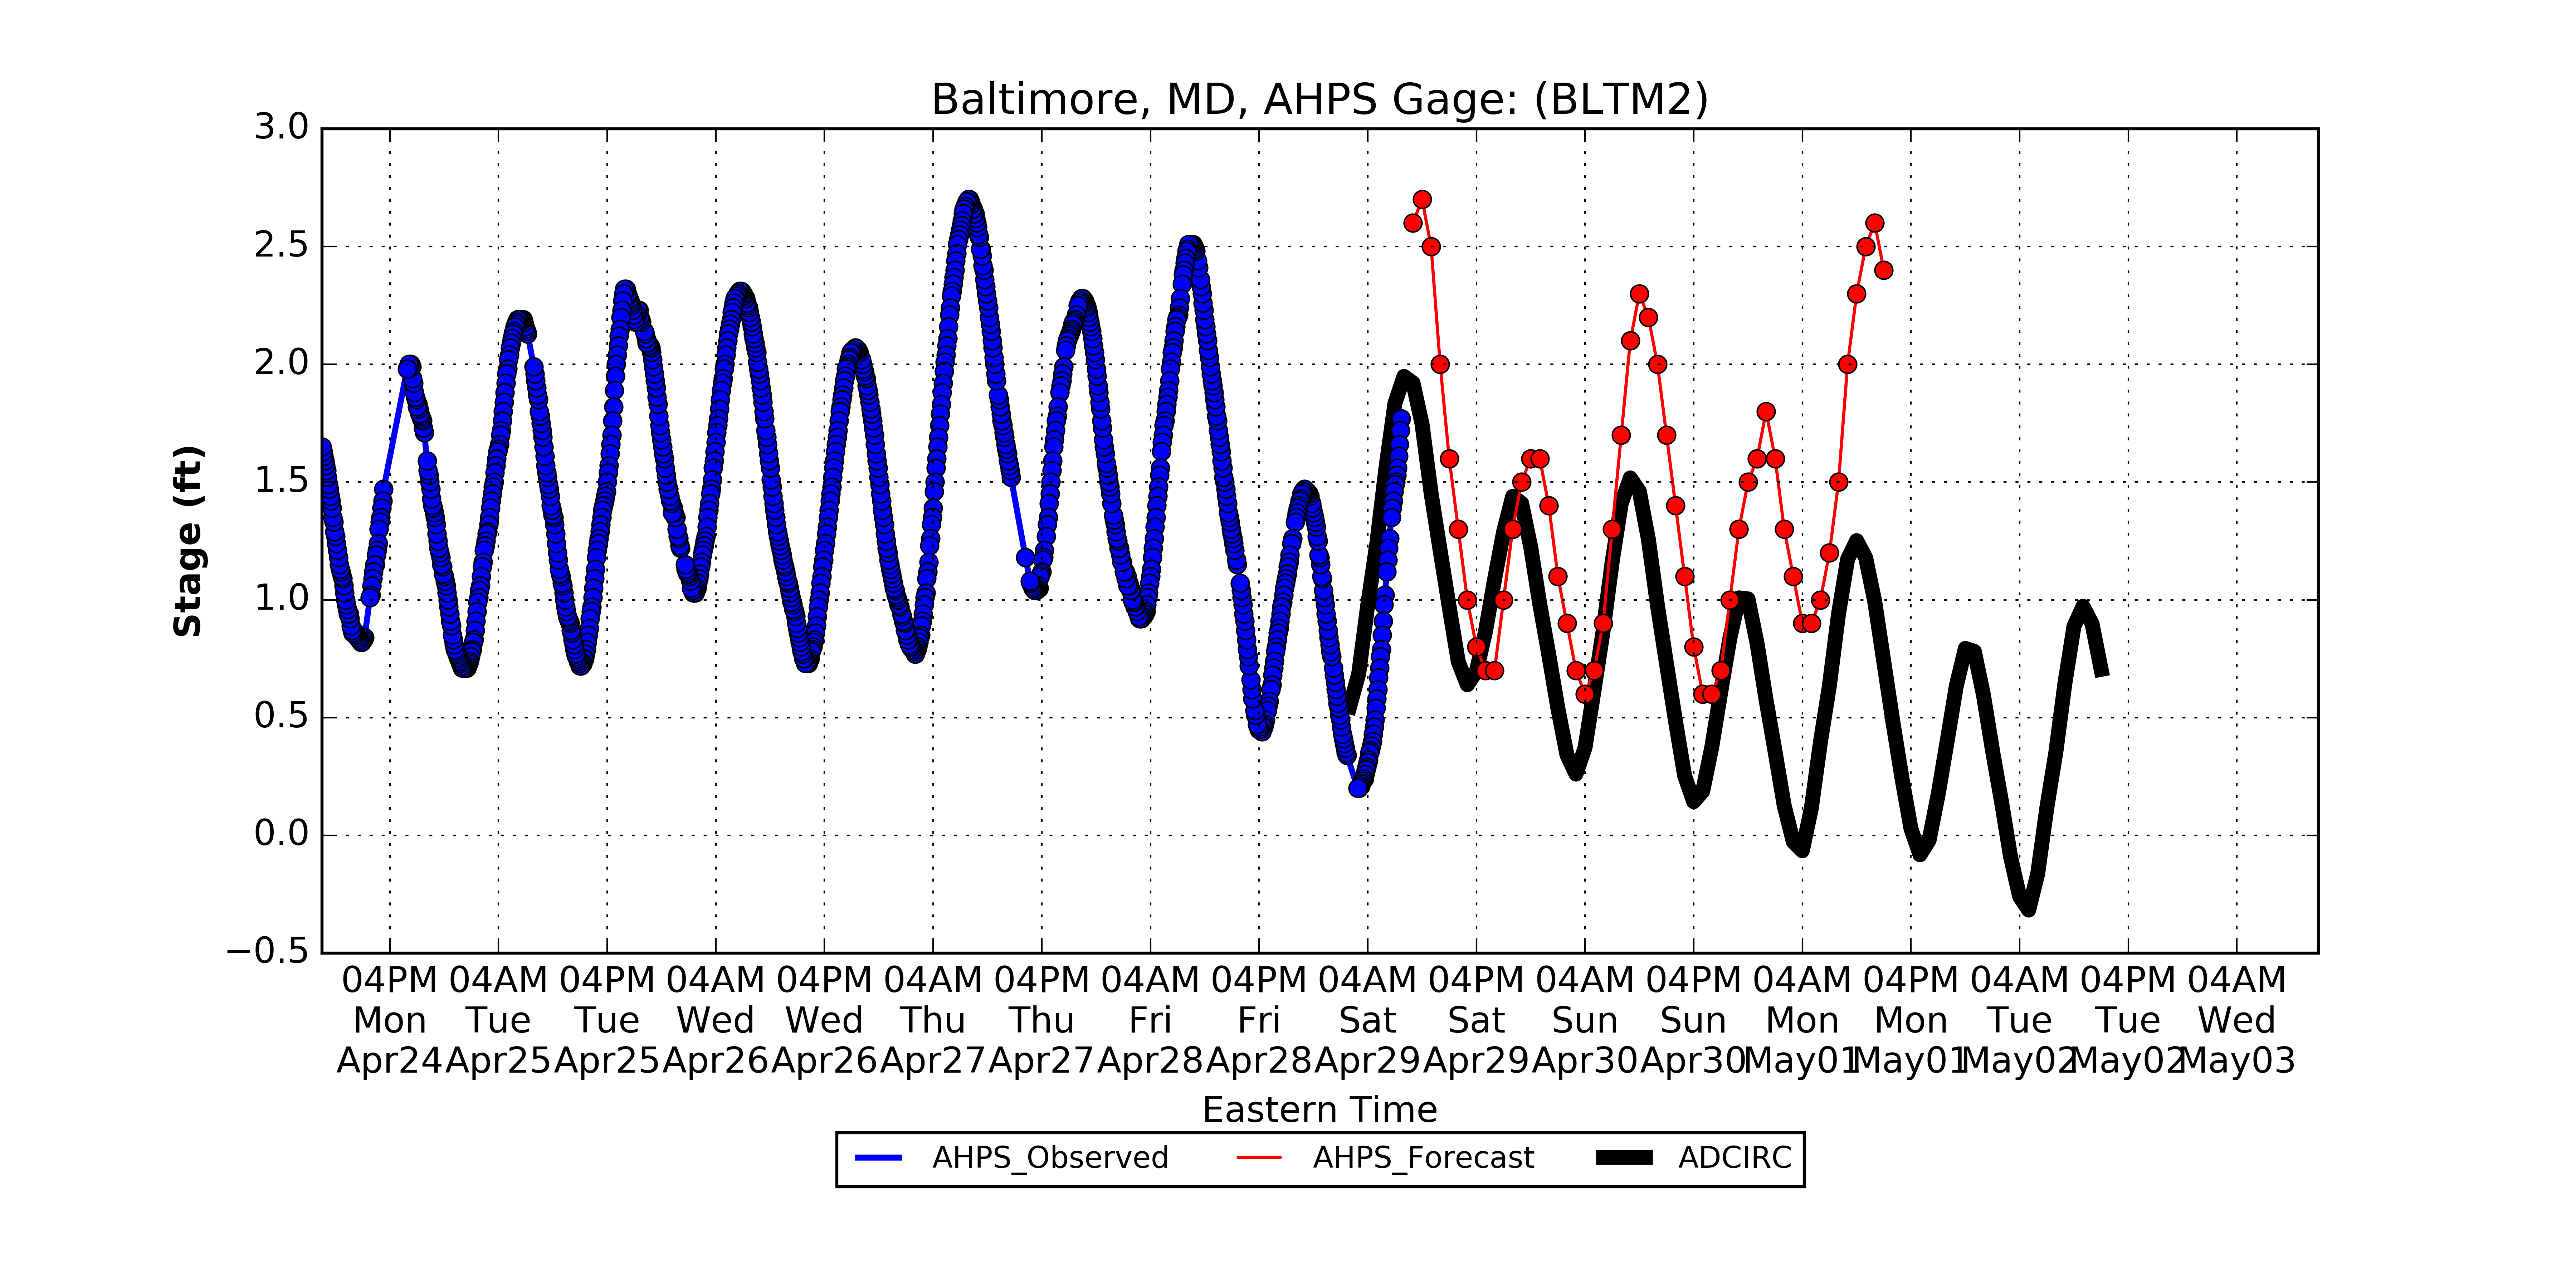 Baltimore, MD, AHPS Gage: (BLTM2)
3.0
2.5
2.0
1.5
1.0
0.5
0.0
−0.5
Stage (ft)
04PM 04AM 04PM 04AM 04PM 04AM 04PM 04AM 04PM 04AM 04PM 04AM 04PM 04AM 04PM 04AM 04PM 04AM
Mon Tue Tue Wed Wed Thu Thu Fri Fri Sat Sat Sun Sun Mon Mon Tue Tue Wed
Apr24 Apr25 Apr25 Apr26 Apr26 Apr27 Apr27 Apr28 Apr28 Apr29 Apr29 Apr30 Apr30 May01 May01 May02 May02 May03
Eastern Time
AHPS_Observed AHPS_Forecast ADCIRC